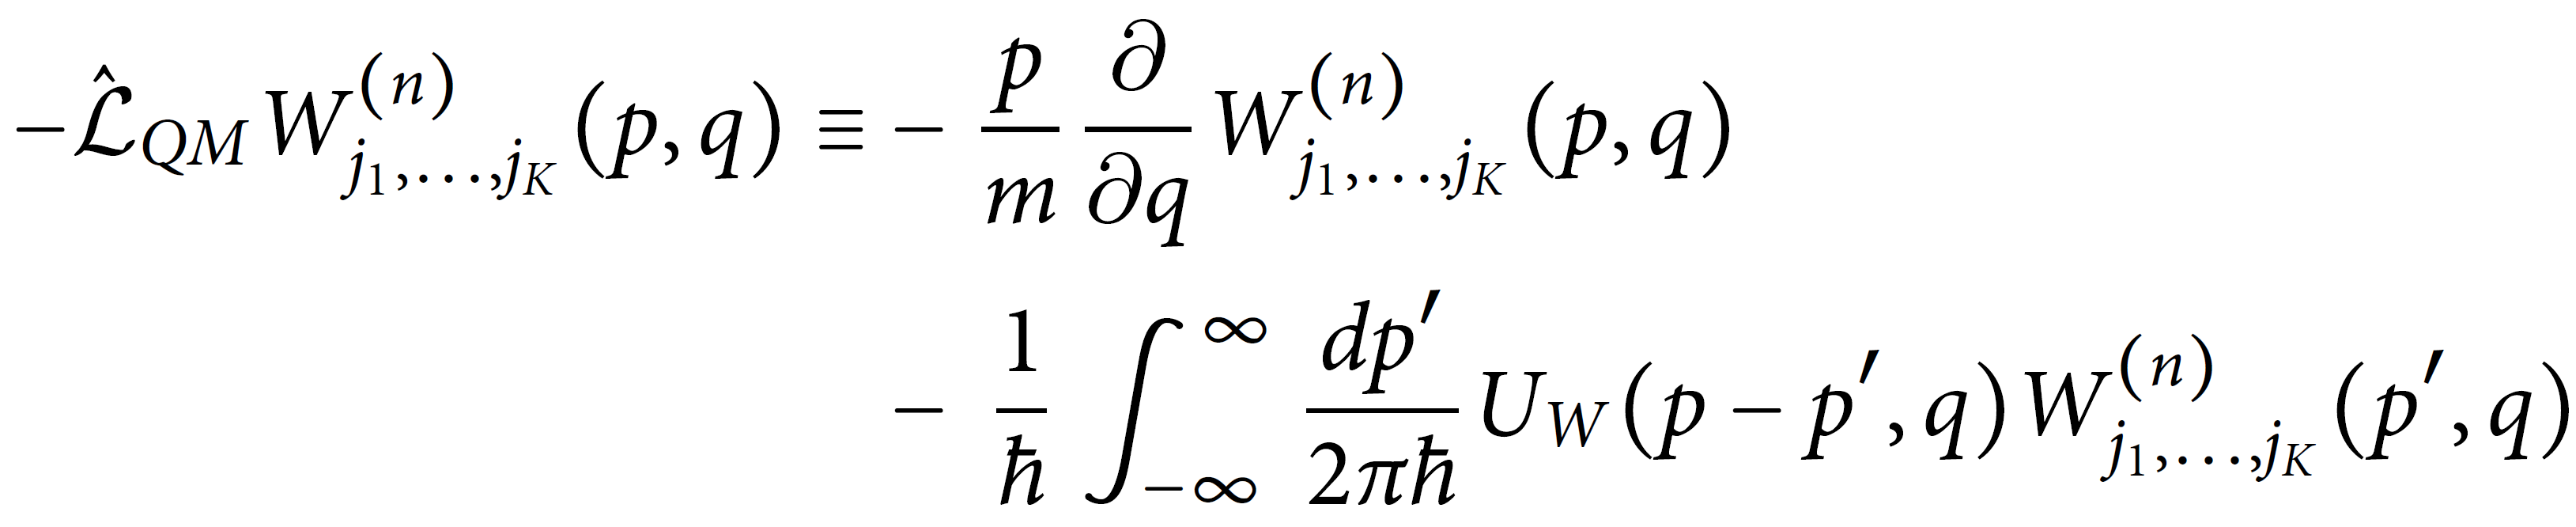 $-\hat{\mathcal{L}}_{QM} W^{(n)}_{j_1,\ldots,j_K}(p,q) \equiv -\frac{p}{m}\frac{\partial}{\partial q} W^{(n)}_{j_1,\ldots,j_K}(p,q)$
$-\frac{1}{\hbar}\int_{-\infty}^{\infty}\frac{dp'}{2\pi\hbar} U_W(p-p',q) W^{(n)}_{j_1,\ldots,j_K}(p',q)$